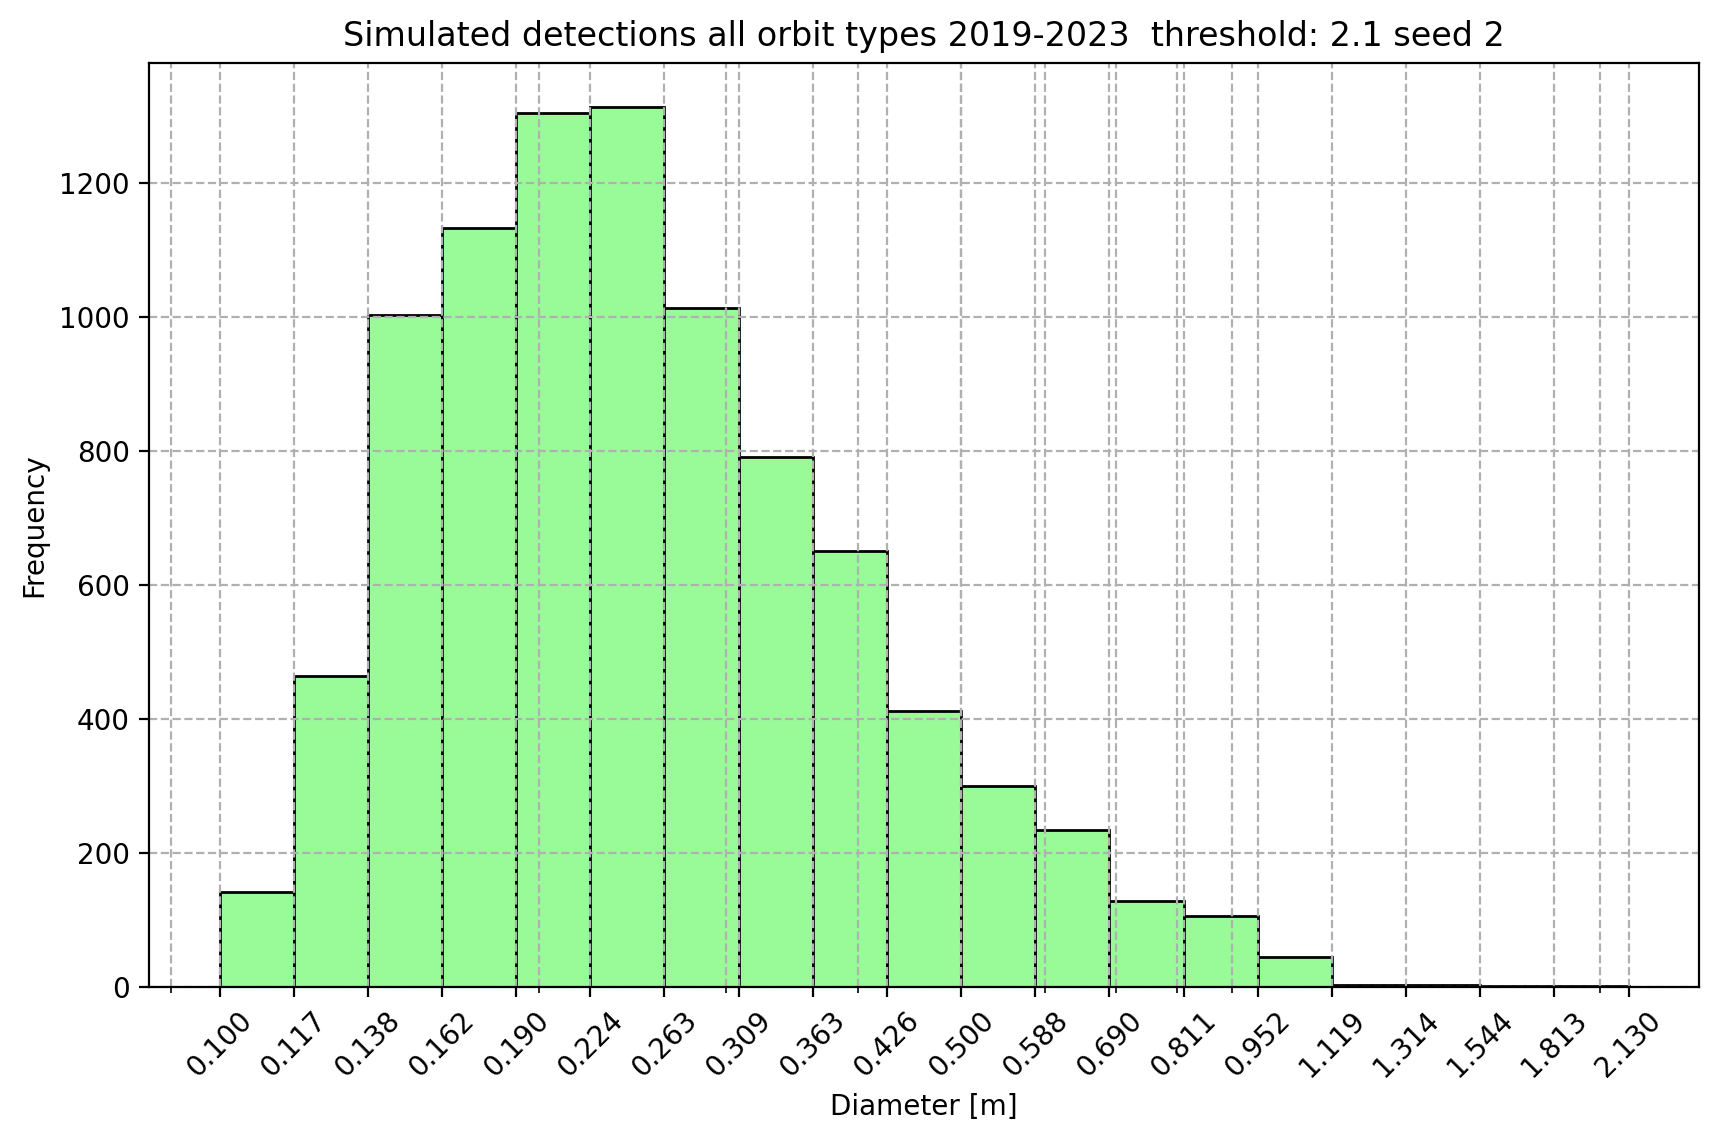 Simulated detections all orbit types 2019-2023  threshold: 2.1 seed 2
Frequency
1200
1000
800
600
400
200
0
0.100 0.117 0.138 0.162 0.190 0.224 0.263 0.309 0.363 0.426 0.500 0.588 0.690 0.811 0.952 1.119 1.314 1.544 1.813 2.130
Diameter [m]